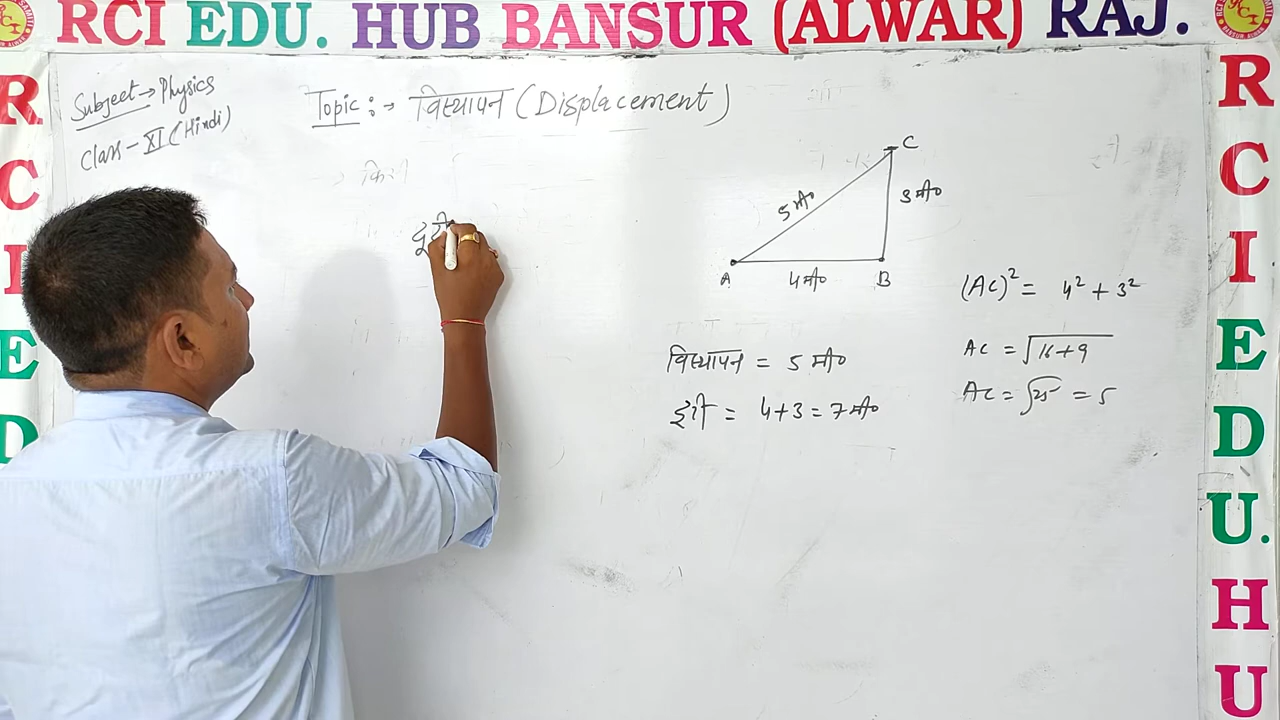 RCI EDU. HUB BANSUR (ALWAR) RAJ.
Subject → Physics
Class - XI (Hindi)
Topic :→ विस्थापन (Displacement)
किसी
दूरी
C
5 मी०
3 मी०
A
4 मी०
B
(AC)² = 4² + 3²
AC = √16+9
AC = √25 = 5
विस्थापन = 5 मी०
दूरी = 4+3 = 7 मी०
R
C
I
E
D
R
C
I
E
D
U.
H
U